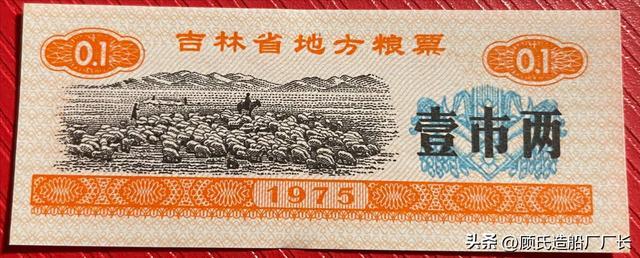 0.1
吉林省地方粮票
0.1
壹市两
1975
头条 @顾氏造船厂厂长